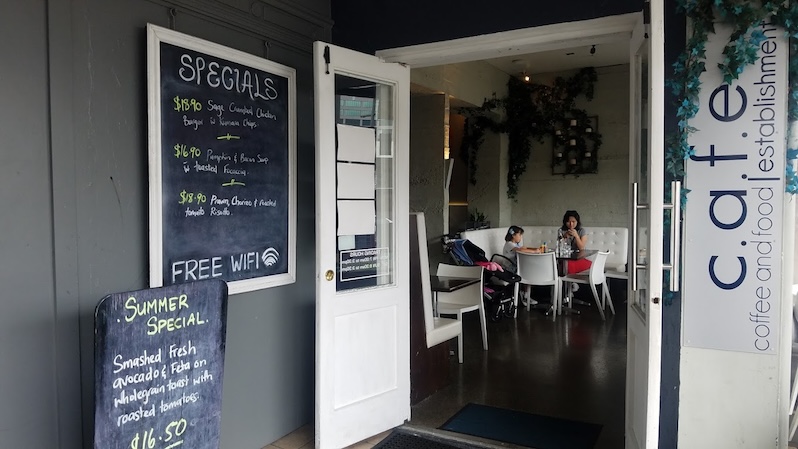 SPECIALS
$18.90 Sage Crumbed Chicken
Burger w Kumara Chips.
$16.90 Pumpkin & Bacon Soup
w toasted Focaccia
$18.90 Prawn, Chorizo & roasted
tomato Risotto.
FREE WIFI
SUMMER
SPECIAL.
Smashed Fresh
avocado & Feta on
wholegrain toast with
roasted tomatoes.
$16.50
c.a.f.e
coffee and food|establishment